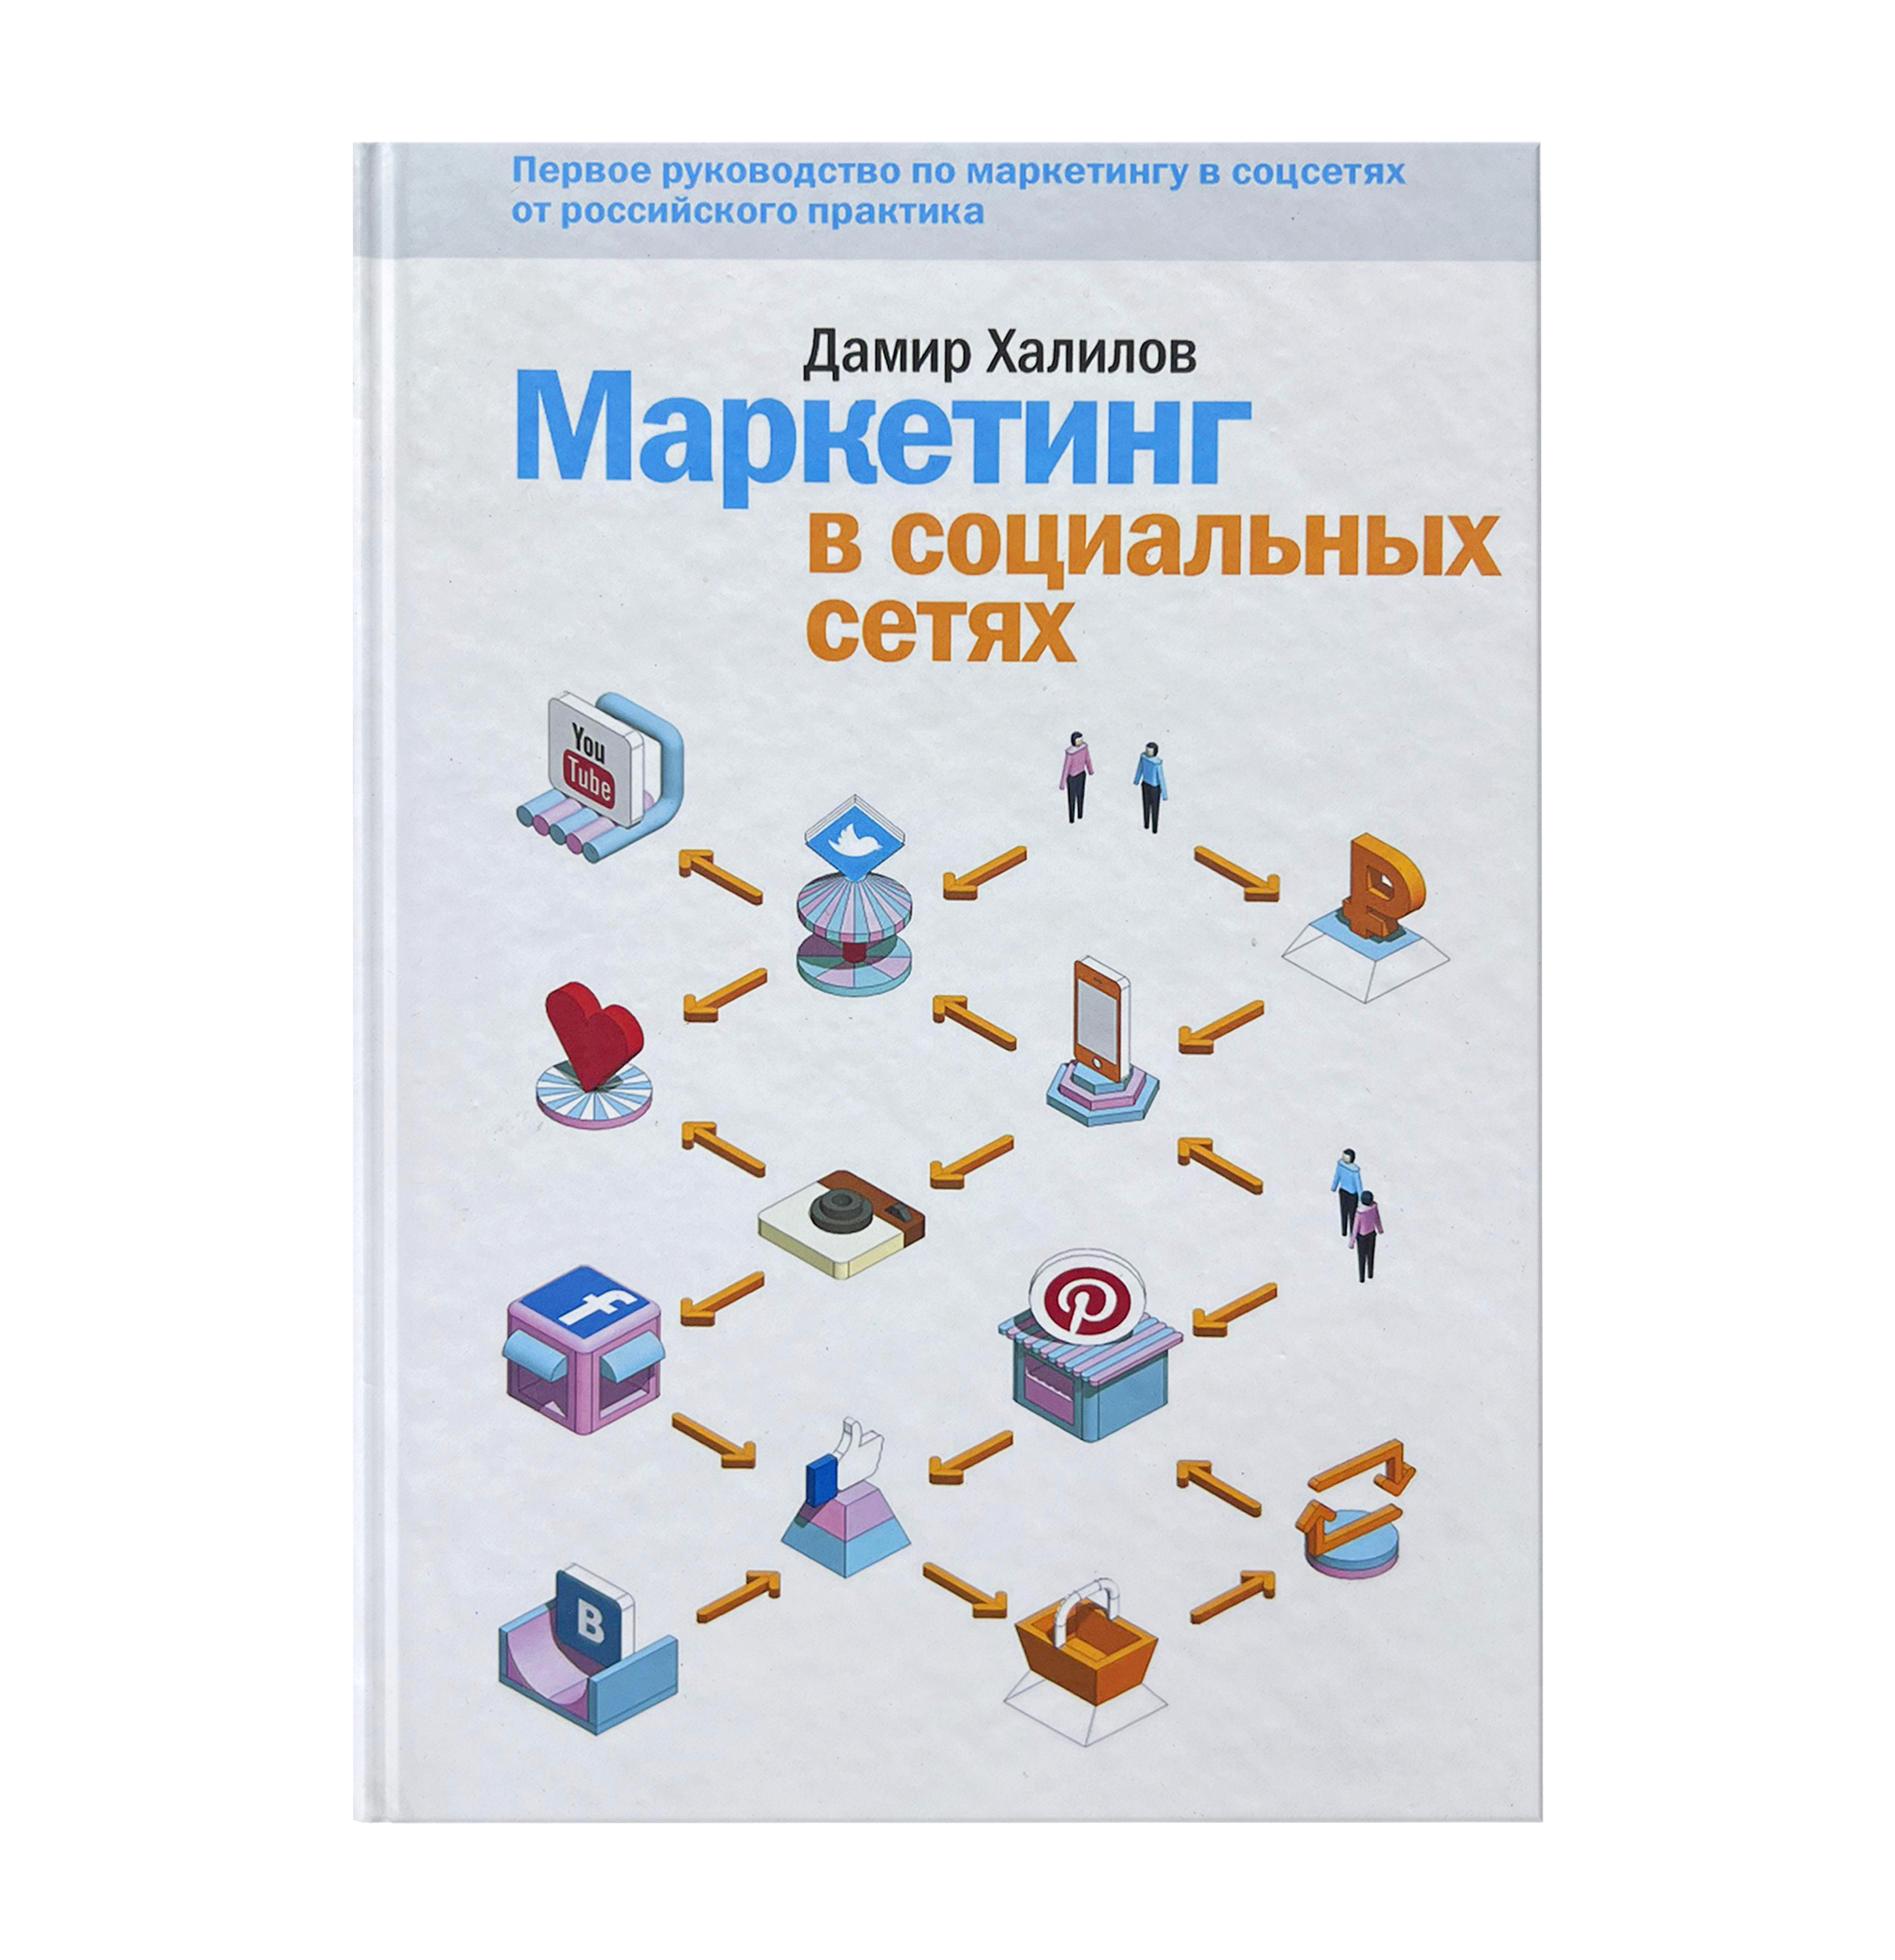 Первое руководство по маркетингу в соцсетях
от российского практика
Дамир Халилов
Маркетинг
в социальных
сетях
You
Tube
f
B